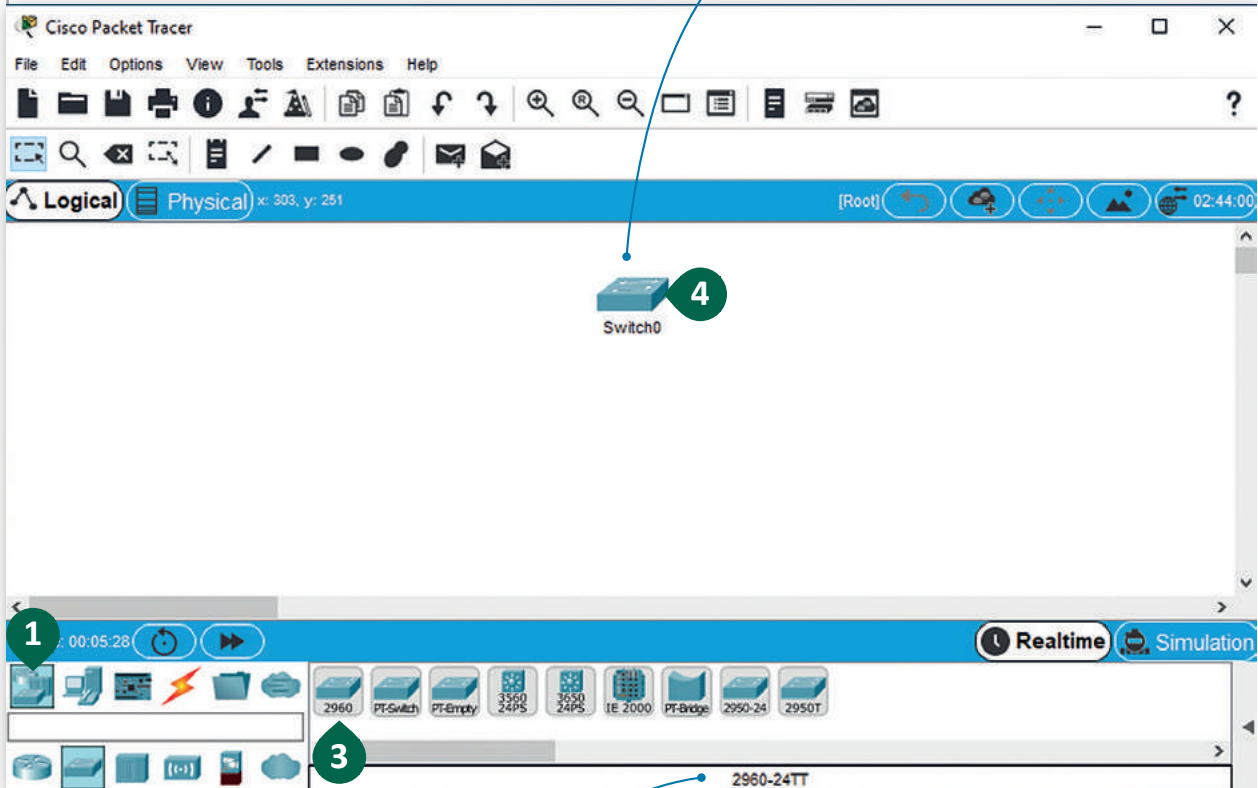 Cisco Packet Tracer
File Edit Options View Tools Extensions Help
?
Logical Physical x: 303, y: 251 [Root] 02:44:00
4
Switch0
1 : 00:05:28 Realtime Simulation
2960 PT-Switch PT-Empty 3560 24PS 3650 24PS IE 2000 PT-Bridge 2950-24 2950T
3
2960-24TT